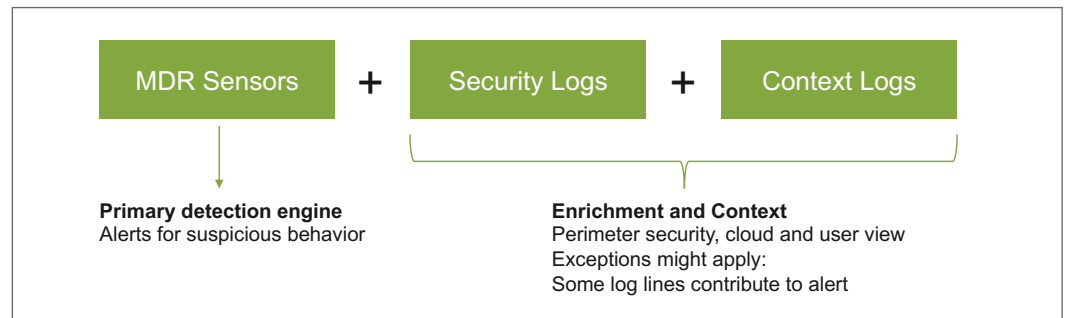 MDR Sensors + Security Logs + Context Logs
Primary detection engine
Alerts for suspicious behavior
Enrichment and Context
Perimeter security, cloud and user view
Exceptions might apply:
Some log lines contribute to alert